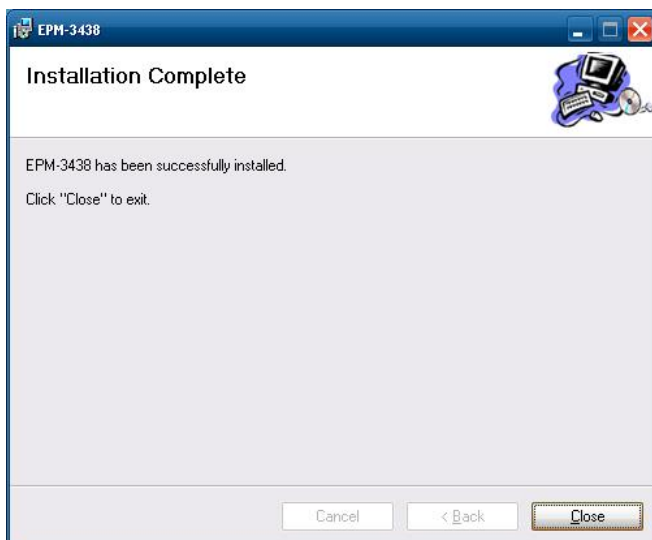 EPM-3438
Installation Complete
EPM-3438 has been successfully installed.
Click "Close" to exit.
Cancel
< Back
Close